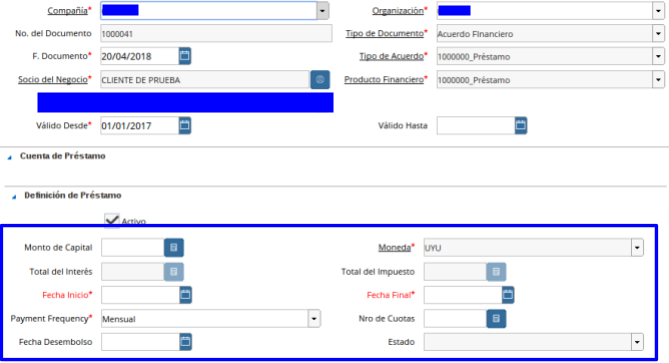 Compañía* Organización*
No. del Documento 1000041 Tipo de Documento* Acuerdo FInanciero
F. Documento* 20/04/2018 Tipo de Acuerdo* 1000000_Préstamo
Socio del Negocio* CLIENTE DE PRUEBA Producto Financiero* 1000000_Préstamo
Válido Desde* 01/01/2017 Válido Hasta
Cuenta de Préstamo
Definición de Préstamo
Activo
Monto de Capital Moneda* UYU
Total del Interés Total del Impuesto
Fecha Inicio* Fecha Final*
Payment Frequency* Mensual Nro de Cuotas
Fecha Desembolso Estado